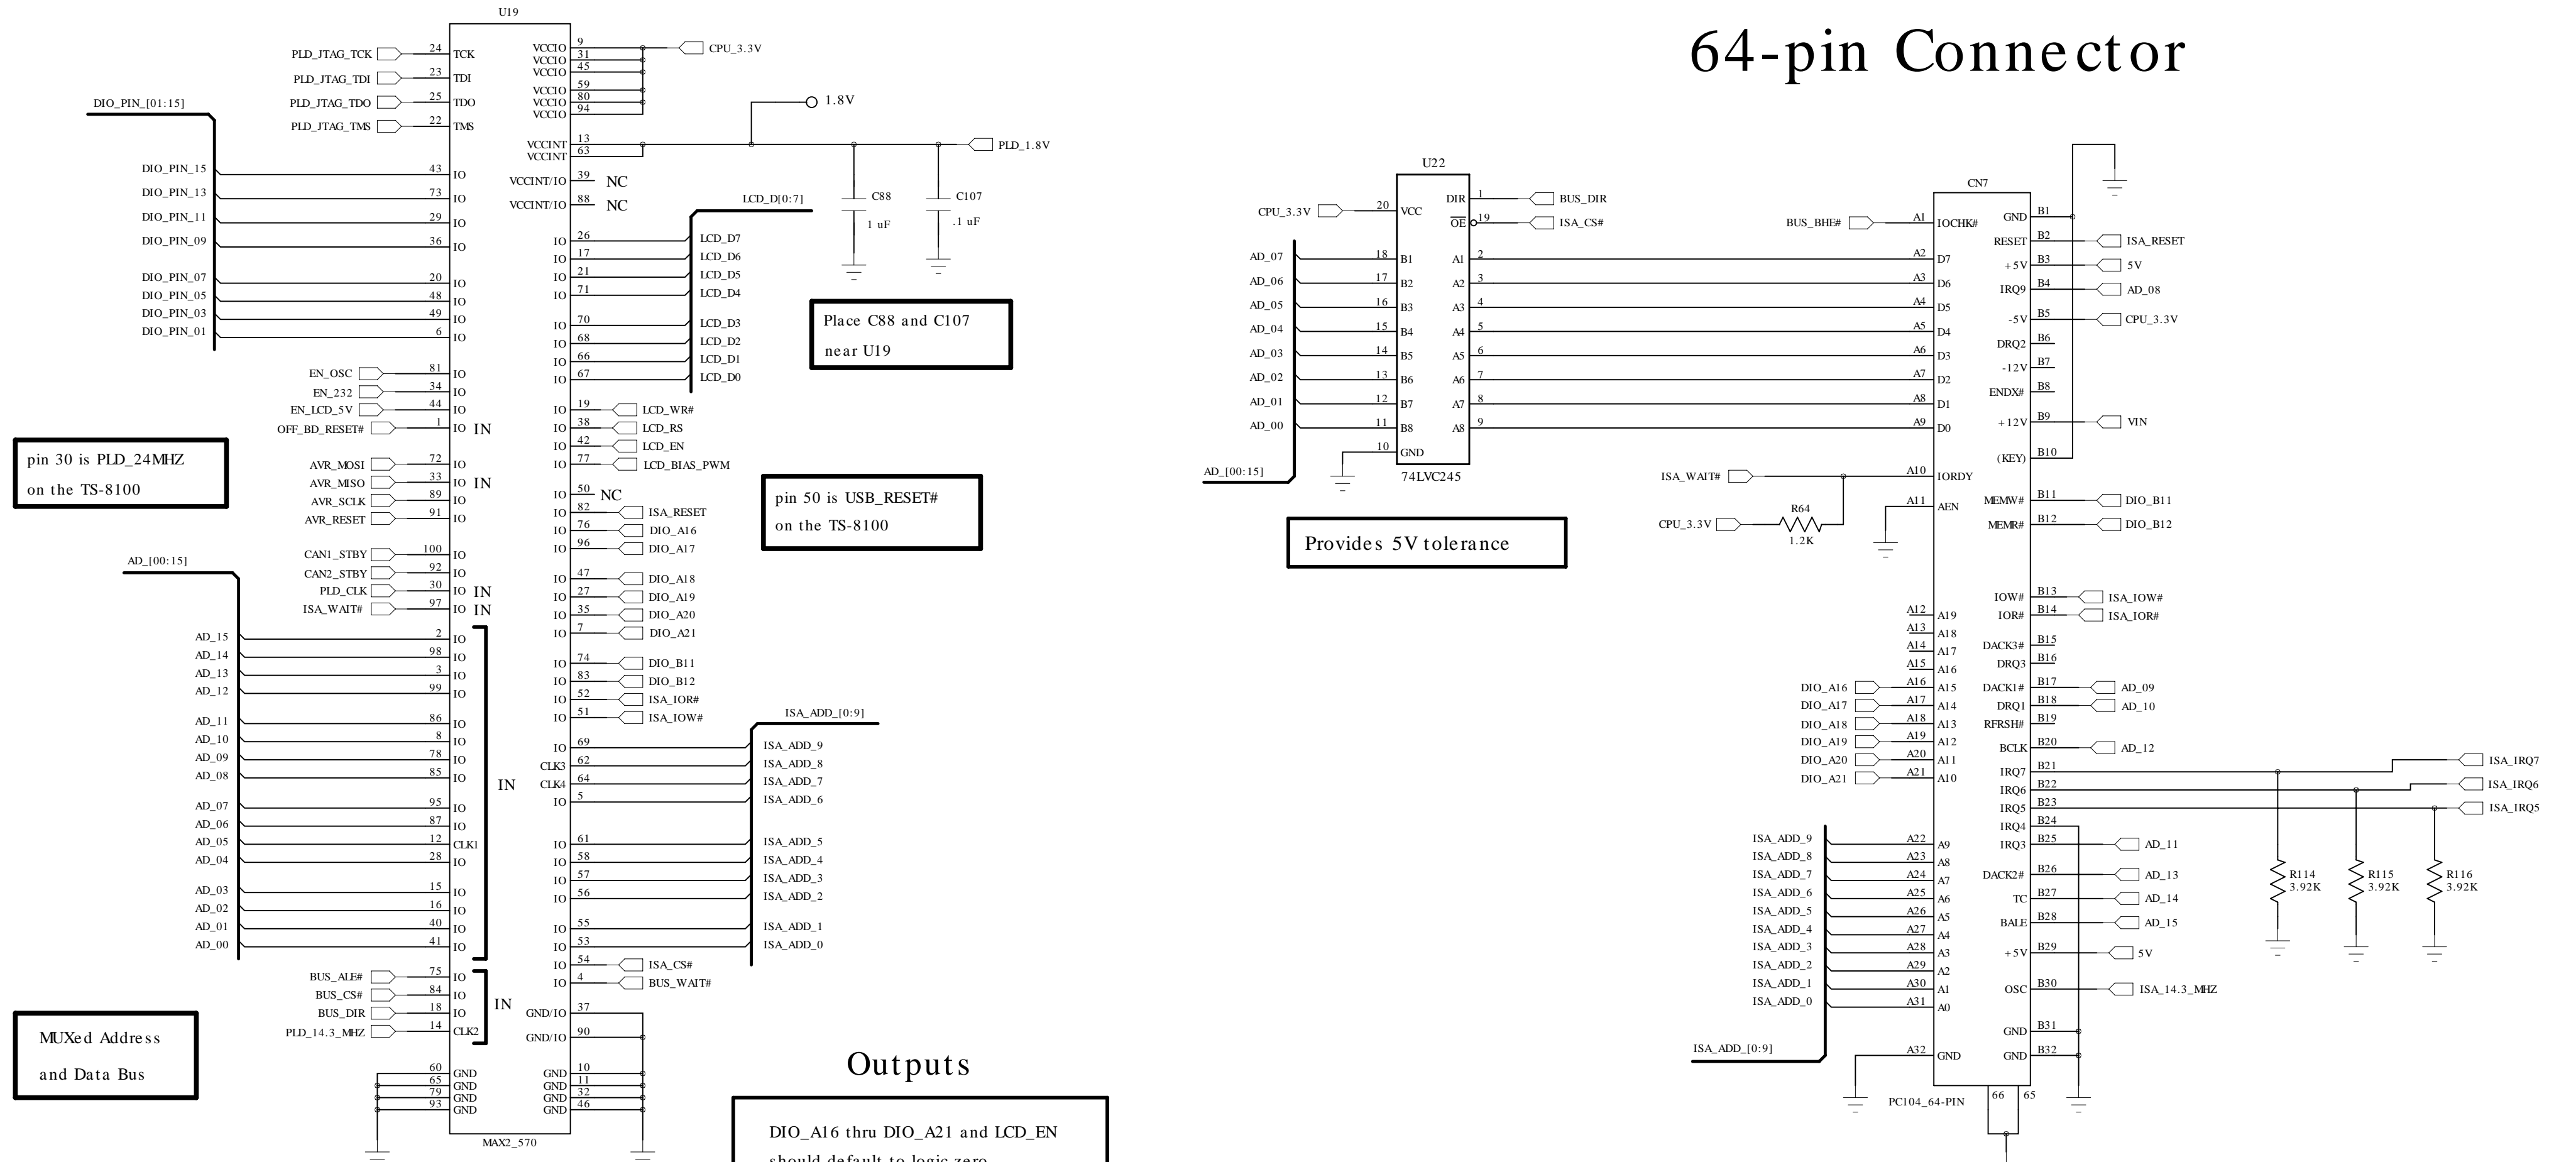 U19
PLD_JTAG_TCK 24 TCK
PLD_JTAG_TDI 23 TDI
PLD_JTAG_TDO 25 TDO
PLD_JTAG_TMS 22 TMS
DIO_PIN_[01:15]
DIO_PIN_15 43 IO
DIO_PIN_13 73 IO
DIO_PIN_11 29 IO
DIO_PIN_09 36 IO
DIO_PIN_07 20 IO
DIO_PIN_05 48 IO
DIO_PIN_03 49 IO
DIO_PIN_01 6 IO
EN_OSC 81 IO
EN_232 34 IO
EN_LCD_5V 44 IO
OFF_BD_RESET# 1 IO IN
pin 30 is PLD_24MHZ
on the TS-8100
AVR_MOSI 72 IO
AVR_MISO 33 IO IN
AVR_SCLK 89 IO
AVR_RESET 91 IO
CAN1_STBY 100 IO
CAN2_STBY 92 IO
PLD_CLK 30 IO IN
ISA_WAIT# 97 IO IN
AD_[00:15]
AD_15 2 IO
AD_14 98 IO
AD_13 3 IO
AD_12 99 IO
AD_11 86 IO
AD_10 8 IO
AD_09 78 IO
AD_08 85 IO
IN
AD_07 95 IO
AD_06 87 IO
AD_05 12 CLK1
AD_04 28 IO
AD_03 15 IO
AD_02 16 IO
AD_01 40 IO
AD_00 41 IO
BUS_ALE# 75 IO
BUS_CS# 84 IO
IN
BUS_DIR 18 IO
PLD_14.3_MHZ 14 CLK2
MUXed Address
and Data Bus
60 GND
65 GND
79 GND
93 GND
VCCIO 9 CPU_3.3V
VCCIO 31
VCCIO 45
VCCIO 59
VCCIO 80
VCCIO 94
1.8V
VCCINT 13 PLD_1.8V
VCCINT 63
VCCINT/IO 39 NC
VCCINT/IO 88 NC
C88
1 uF
C107
.1 uF
LCD_D[0:7]
IO 26 LCD_D7
IO 17 LCD_D6
IO 21 LCD_D5
IO 71 LCD_D4
IO 70 LCD_D3
IO 68 LCD_D2
IO 66 LCD_D1
IO 67 LCD_D0
Place C88 and C107
near U19
IO 19 LCD_WR#
IO 38 LCD_RS
IO 42 LCD_EN
IO 77 LCD_BIAS_PWM
IO 50 NC
pin 50 is USB_RESET#
on the TS-8100
IO 82 ISA_RESET
IO 76 DIO_A16
IO 96 DIO_A17
IO 47 DIO_A18
IO 27 DIO_A19
IO 35 DIO_A20
IO 7 DIO_A21
IO 74 DIO_B11
IO 83 DIO_B12
IO 52 ISA_IOR#
IO 51 ISA_IOW#
ISA_ADD_[0:9]
IO 69 ISA_ADD_9
CLK3 62 ISA_ADD_8
CLK4 64 ISA_ADD_7
IO 5 ISA_ADD_6
IO 61 ISA_ADD_5
IO 58 ISA_ADD_4
IO 57 ISA_ADD_3
IO 56 ISA_ADD_2
IO 55 ISA_ADD_1
IO 53 ISA_ADD_0
IO 54 ISA_CS#
IO 4 BUS_WAIT#
GND/IO 37
GND/IO 90
GND 10
GND 11
GND 32
GND 46
MAX2_570
Outputs
DIO_A16 thru DIO_A21 and LCD_EN
should default to logic zero
64-pin Connector
U22
CPU_3.3V 20 VCC
DIR 1 BUS_DIR
OE 19 ISA_CS#
AD_07 18 B1 A1 2
AD_06 17 B2 A2 3
AD_05 16 B3 A3 4
AD_04 15 B4 A4 5
AD_03 14 B5 A5 6
AD_02 13 B6 A6 7
AD_01 12 B7 A7 8
AD_00 11 B8 A8 9
10 GND
AD_[00:15]
74LVC245
Provides 5V tolerance
CN7
BUS_BHE# A1 IOCHK#
A2 D7
A3 D6
A4 D5
A5 D4
A6 D3
A7 D2
A8 D1
A9 D0
ISA_WAIT# A10 IORDY
A11 AEN
CPU_3.3V
R64
1.2K
A12 A19
A13 A18
A14 A17
A15 A16
DIO_A16 A16 A15
DIO_A17 A17 A14
DIO_A18 A18 A13
DIO_A19 A19 A12
DIO_A20 A20 A11
DIO_A21 A21 A10
ISA_ADD_9 A22 A9
ISA_ADD_8 A23 A8
ISA_ADD_7 A24 A7
ISA_ADD_6 A25 A6
ISA_ADD_5 A26 A5
ISA_ADD_4 A27 A4
ISA_ADD_3 A28 A3
ISA_ADD_2 A29 A2
ISA_ADD_1 A30 A1
ISA_ADD_0 A31 A0
ISA_ADD_[0:9]
A32 GND
GND B1
RESET B2 ISA_RESET
+5V B3 5V
IRQ9 B4 AD_08
-5V B5 CPU_3.3V
DRQ2 B6
-12V B7
ENDX# B8
+12V B9 VIN
(KEY) B10
MEMW# B11 DIO_B11
MEMR# B12 DIO_B12
IOW# B13 ISA_IOW#
IOR# B14 ISA_IOR#
DACK3# B15
DRQ3 B16
DACK1# B17 AD_09
DRQ1 B18 AD_10
RFRSH# B19
BCLK B20 AD_12
IRQ7 B21 ISA_IRQ7
IRQ6 B22 ISA_IRQ6
IRQ5 B23 ISA_IRQ5
IRQ4 B24
IRQ3 B25 AD_11
DACK2# B26 AD_13
TC B27 AD_14
BALE B28 AD_15
+5V B29 5V
OSC B30 ISA_14.3_MHZ
GND B31
GND B32
R114
3.92K
R115
3.92K
R116
3.92K
PC104_64-PIN
66 65